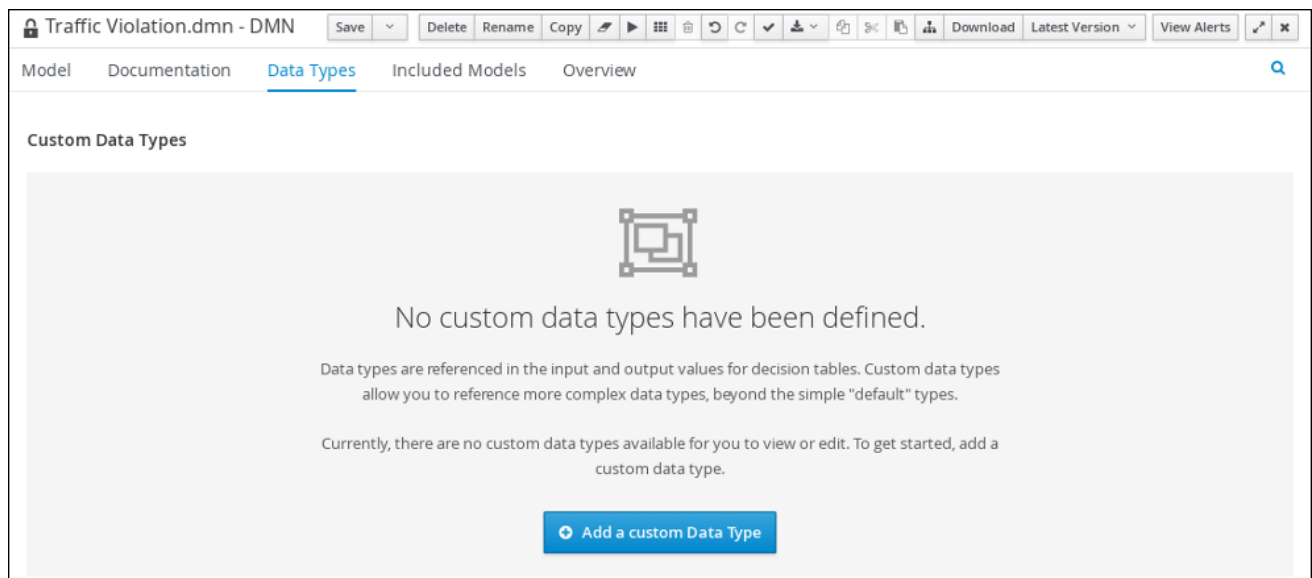 Traffic Violation.dmn - DMN Save Delete Rename Copy Download Latest Version View Alerts
Model Documentation Data Types Included Models Overview
Custom Data Types
No custom data types have been defined.
Data types are referenced in the input and output values for decision tables. Custom data types
allow you to reference more complex data types, beyond the simple "default" types.
Currently, there are no custom data types available for you to view or edit. To get started, add a
custom data type.
Add a custom Data Type